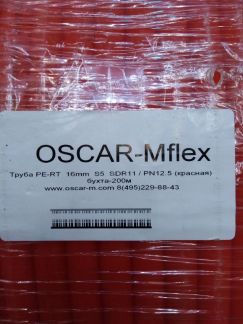 OSCAR-Mflex
Труба PE-RT 16mm S5 SDR11 / PN12.5 (красная)
бухта-200м
www.oscar-m.com 8(495)229-88-43